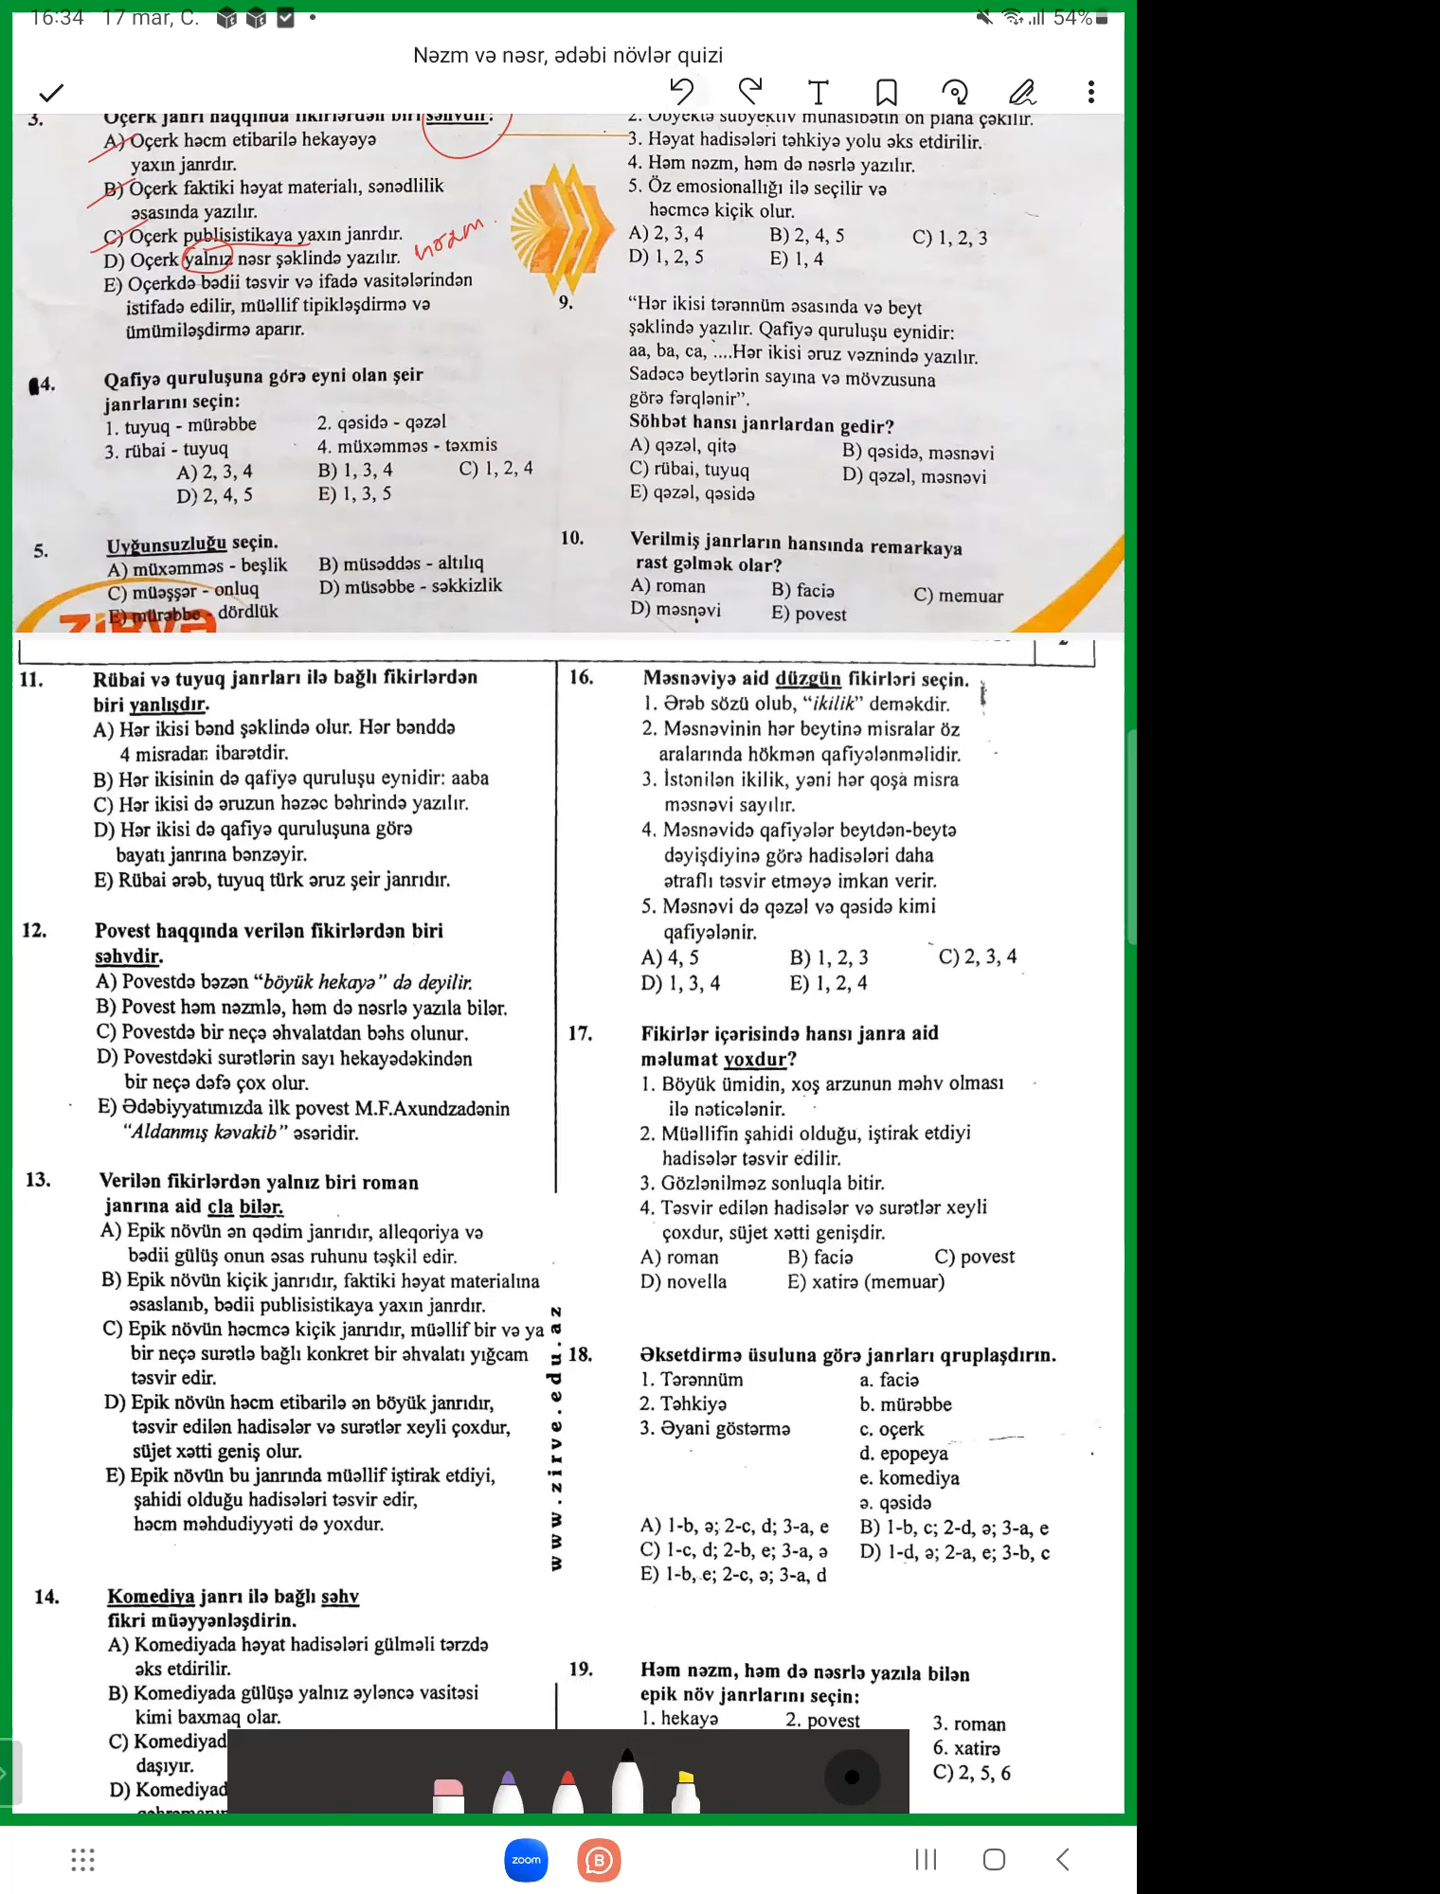 16:34 17 mar, C.
54%
Nəzm və nəsr, ədəbi növlər quizi
3. Oçerk janrı haqqında fikirlərdən biri səhvdir:
A) Oçerk həcm etibarilə hekayəyə
yaxın janrdır.
B) Oçerk faktiki həyat materialı, sənədlilik
əsasında yazılır.
C) Oçerk publisistikaya yaxın janrdır.
D) Oçerk yalnız nəsr şəklində yazılır. nəzm
E) Oçerkdə bədii təsvir və ifadə vasitələrindən
istifadə edilir, müəllif tipikləşdirmə və
ümümiləşdirmə aparır.
4. Qafiyə quruluşuna görə eyni olan şeir
janrlarını seçin:
1. tuyuq - mürəbbe 2. qəsidə - qəzəl
3. rübai - tuyuq 4. müxəmməs - təxmis
A) 2, 3, 4 B) 1, 3, 4 C) 1, 2, 4
D) 2, 4, 5 E) 1, 3, 5
5. Uyğunsuzluğu seçin.
A) müxəmməs - beşlik B) müsəddəs - altılıq
C) müəşşər - onluq D) müsəbbe - səkkizlik
E) mürəbbe - dördlük
ZİRVƏ
2. Obyektə subyektiv münasibətin ön plana çəkilir.
3. Həyat hadisələri təhkiyə yolu əks etdirilir.
4. Həm nəzm, həm də nəsrlə yazılır.
5. Öz emosionallığı ilə seçilir və
həcmcə kiçik olur.
A) 2, 3, 4 B) 2, 4, 5 C) 1, 2, 3
D) 1, 2, 5 E) 1, 4
9. “Hər ikisi tərənnüm əsasında və beyt
şəklində yazılır. Qafiyə quruluşu eynidir:
aa, ba, ca, ....Hər ikisi əruz vəznində yazılır.
Sadəcə beytlərin sayına və mövzusuna
görə fərqlənir”.
Söhbət hansı janrlardan gedir?
A) qəzəl, qitə B) qəsidə, məsnəvi
C) rübai, tuyuq D) qəzəl, məsnəvi
E) qəzəl, qəsidə
10. Verilmiş janrların hansında remarkaya
rast gəlmək olar?
A) roman B) faciə C) memuar
D) məsnəvi E) povest
11. Rübai və tuyuq janrları ilə bağlı fikirlərdən
biri yanlışdır.
A) Hər ikisi bənd şəklində olur. Hər bənddə
4 misradan ibarətdir.
B) Hər ikisinin də qafiyə quruluşu eynidir: aaba
C) Hər ikisi də əruzun həzəc bəhrində yazılır.
D) Hər ikisi də qafiyə quruluşuna görə
bayatı janrına bənzəyir.
E) Rübai ərəb, tuyuq türk əruz şeir janrıdır.
12. Povest haqqında verilən fikirlərdən biri
səhvdir.
A) Povestdə bəzən “böyük hekayə” də deyilir.
B) Povest həm nəzmlə, həm də nəsrlə yazıla bilər.
C) Povestdə bir neçə əhvalatdan bəhs olunur.
D) Povestdəki surətlərin sayı hekayədəkindən
bir neçə dəfə çox olur.
E) Ədəbiyyatımızda ilk povest M.F.Axundzadənin
“Aldanmış kəvakib” əsəridir.
13. Verilən fikirlərdən yalnız biri roman
janrına aid ola bilər.
A) Epik növün ən qədim janrıdır, alleqoriya və
bədii gülüş onun əsas ruhunu təşkil edir.
B) Epik növün kiçik janrıdır, faktiki həyat materialına
əsaslanıb, bədii publisistikaya yaxın janrdır.
C) Epik növün həcmcə kiçik janrıdır, müəllif bir və ya
bir neçə surətlə bağlı konkret bir əhvalatı yığcam
təsvir edir.
D) Epik növün həcm etibarilə ən böyük janrıdır,
təsvir edilən hadisələr və surətlər xeyli çoxdur,
süjet xətti geniş olur.
E) Epik növün bu janrında müəllif iştirak etdiyi,
şahidi olduğu hadisələri təsvir edir,
həcm məhdudiyyəti də yoxdur.
14. Komediya janrı ilə bağlı səhv
fikri müəyyənləşdirin.
A) Komediyada həyat hadisələri gülməli tərzdə
əks etdirilir.
B) Komediyada gülüşə yalnız əyləncə vasitəsi
kimi baxmaq olar.
C) Komediyad
daşıyır.
D) Komediyad
www.zirve.edu.az
16. Məsnəviyə aid düzgün fikirləri seçin.
1. Ərəb sözü olub, “ikilik” deməkdir.
2. Məsnəvinin hər beytinə misralar öz
aralarında hökmən qafiyələnməlidir.
3. İstənilən ikilik, yəni hər qoşa misra
məsnəvi sayılır.
4. Məsnəvidə qafiyələr beytdən-beytə
dəyişdiyinə görə hadisələri daha
ətraflı təsvir etməyə imkan verir.
5. Məsnəvi də qəzəl və qəsidə kimi
qafiyələnir.
A) 4, 5 B) 1, 2, 3 C) 2, 3, 4
D) 1, 3, 4 E) 1, 2, 4
17. Fikirlər içərisində hansı janra aid
məlumat yoxdur?
1. Böyük ümidin, xoş arzunun məhv olması
ilə nəticələnir.
2. Müəllifin şahidi olduğu, iştirak etdiyi
hadisələr təsvir edilir.
3. Gözlənilməz sonluqla bitir.
4. Təsvir edilən hadisələr və surətlər xeyli
çoxdur, süjet xətti genişdir.
A) roman B) faciə C) povest
D) novella E) xatirə (memuar)
18. Əksetdirmə üsuluna görə janrları qruplaşdırın.
1. Tərənnüm a. faciə
2. Təhkiyə b. mürəbbe
3. Əyani göstərmə c. oçerk
d. epopeya
e. komediya
ə. qəsidə
A) 1-b, ə; 2-c, d; 3-a, e B) 1-b, c; 2-d, ə; 3-a, e
C) 1-c, d; 2-b, e; 3-a, ə D) 1-d, ə; 2-a, e; 3-b, c
E) 1-b, e; 2-c, ə; 3-a, d
19. Həm nəzm, həm də nəsrlə yazıla bilən
epik növ janrlarını seçin:
1. hekayə 2. povest 3. roman
6. xatirə
C) 2, 5, 6
zoom
B